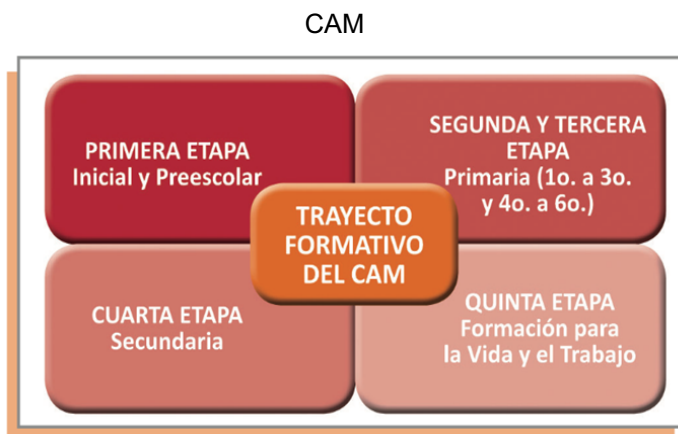 CAM
PRIMERA ETAPA
Inicial y Preescolar
SEGUNDA Y TERCERA
ETAPA
Primaria (1o. a 3o.
y 4o. a 6o.)
TRAYECTO
FORMATIVO
DEL CAM
CUARTA ETAPA
Secundaria
QUINTA ETAPA
Formación para
la Vida y el Trabajo